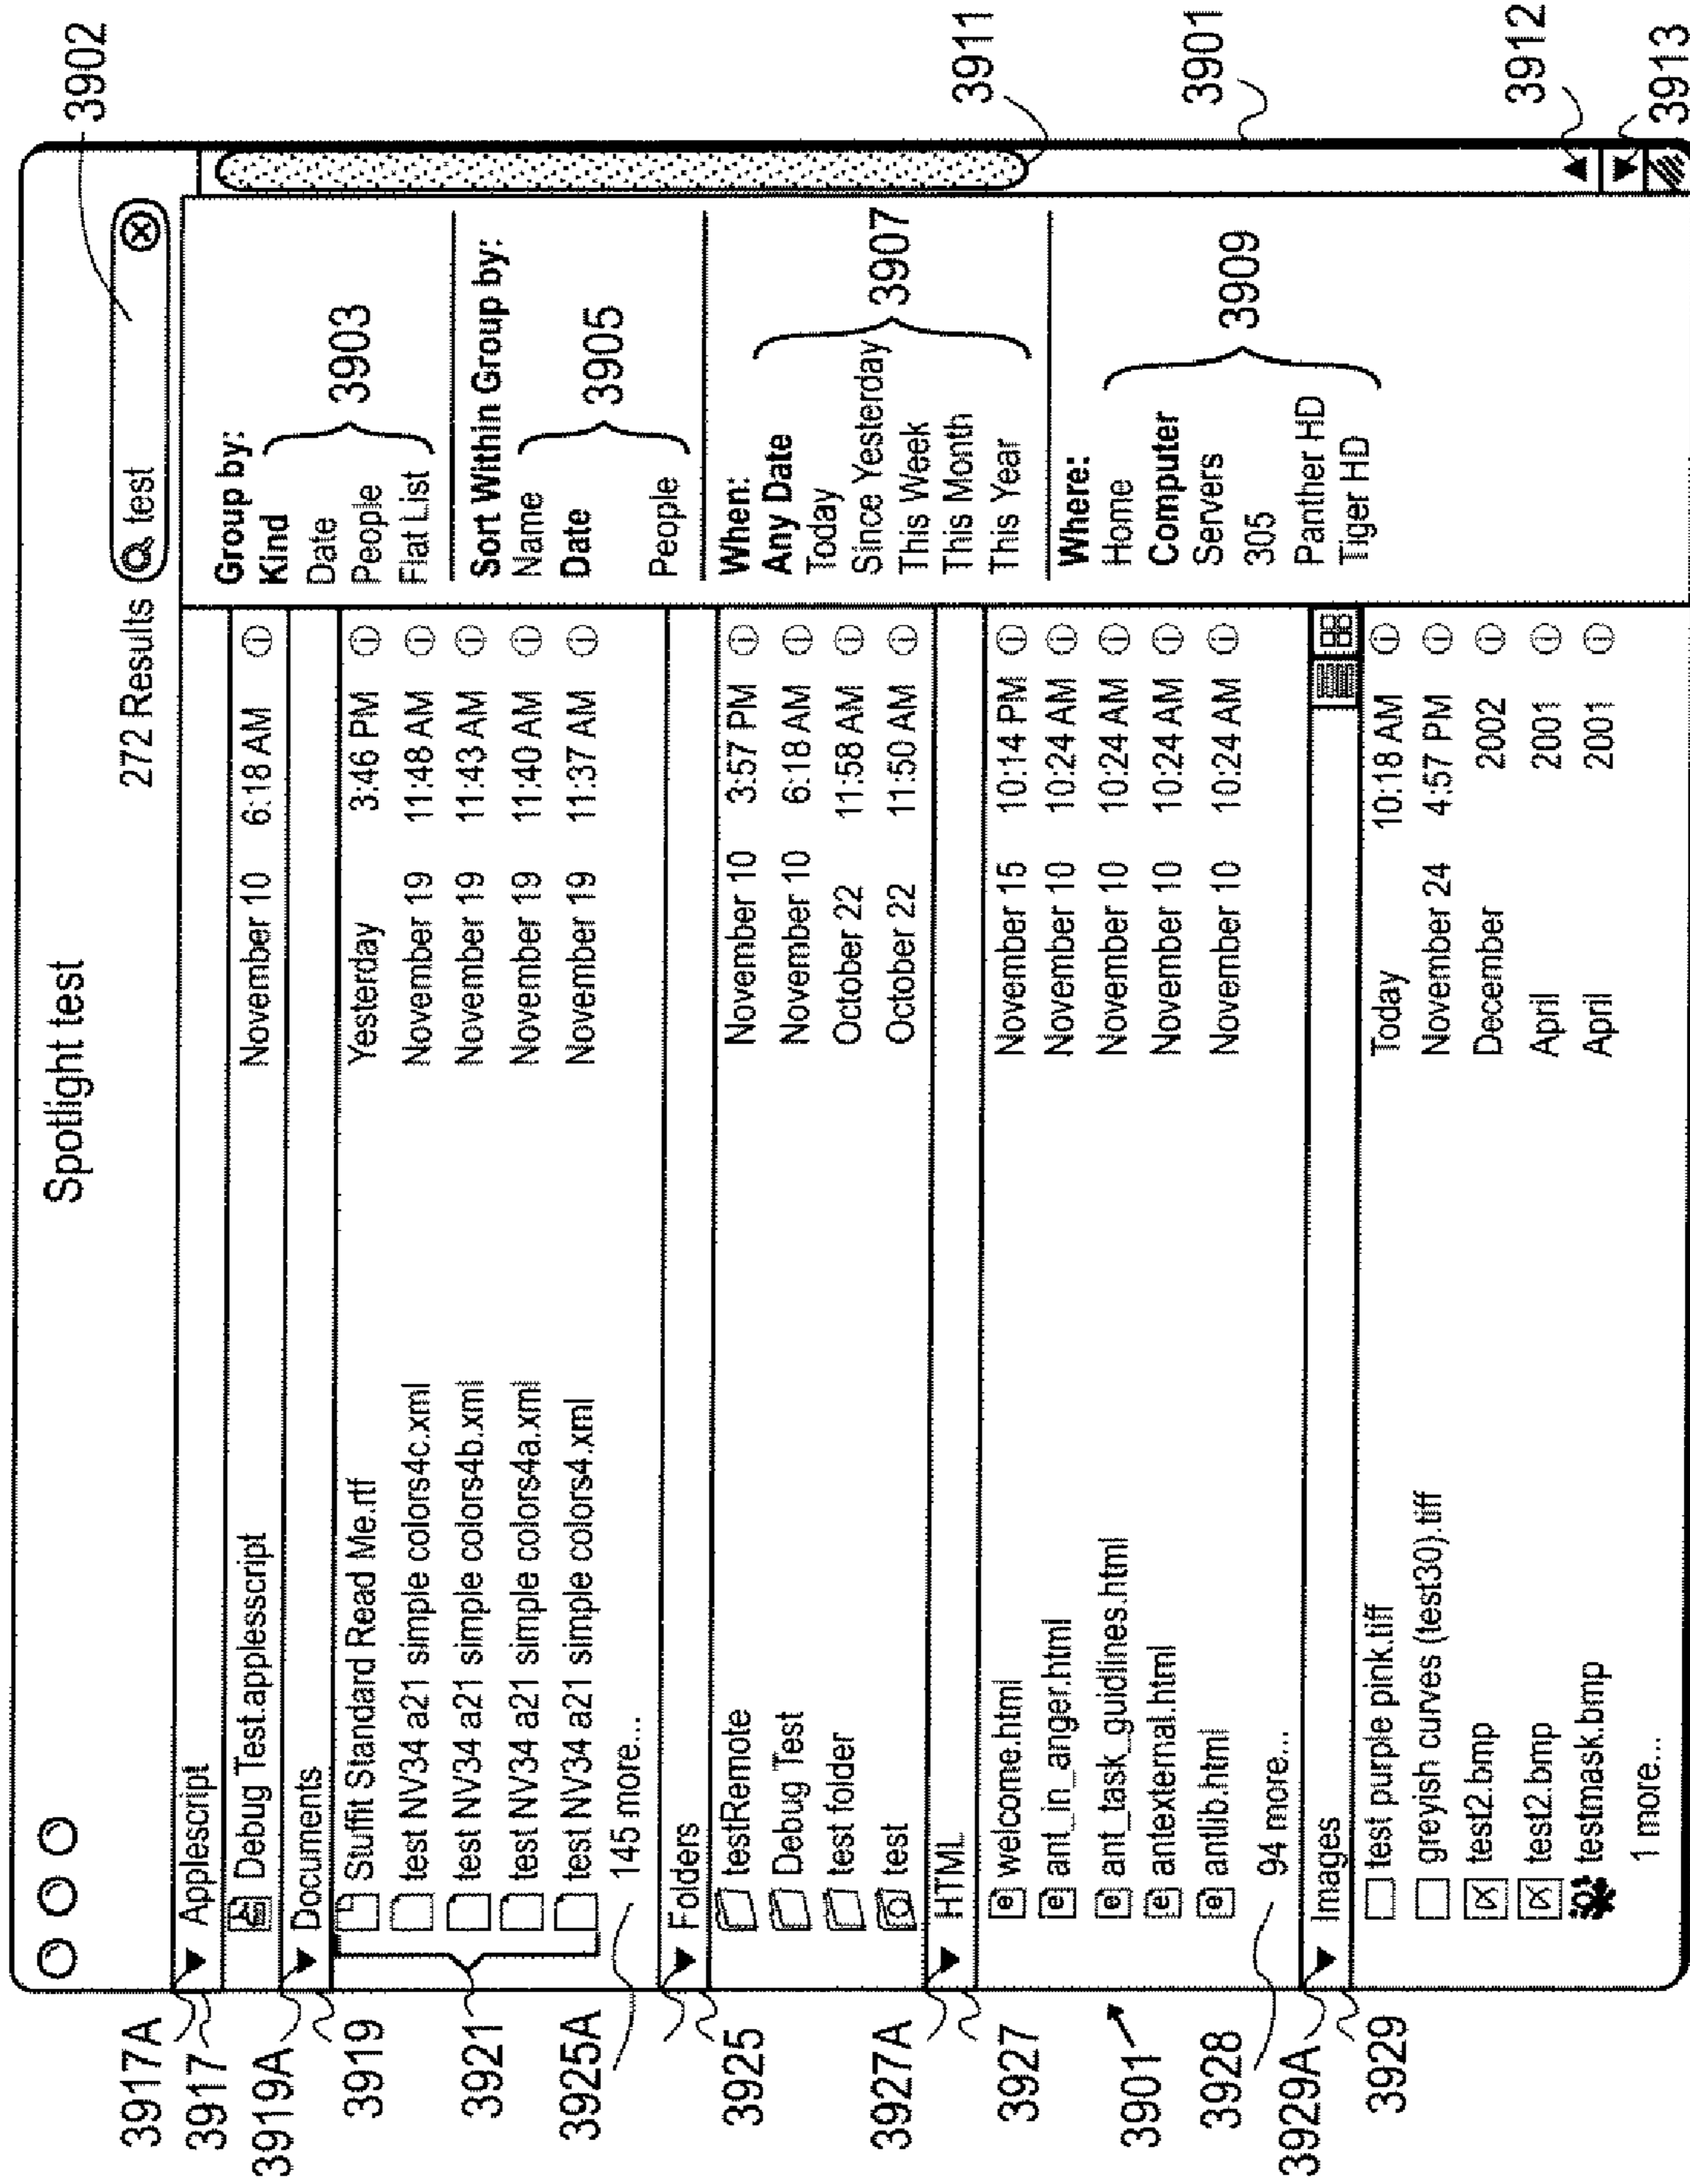 Spotlight test
272 Results
test
3902
3917A
3917
Applescript
Debug Test.applesscript November 10 6:18 AM
3919A
3919
Documents
Stuffit Standard Read Me.rtf Yesterday 3:46 PM
test NV34 a21 simple colors4c.xml November 19 11:48 AM
test NV34 a21 simple colors4b.xml November 19 11:43 AM
test NV34 a21 simple colors4a.xml November 19 11:40 AM
test NV34 a21 simple colors4.xml November 19 11:37 AM
145 more...
3921
3925A
3925
Folders
testRemote November 10 3:57 PM
Debug Test November 10 6:18 AM
test folder October 22 11:58 AM
test October 22 11:50 AM
3927A
3927
HTML
welcome.html November 15 10:14 PM
ant_in_anger.html November 10 10:24 AM
ant_task_guidlines.html November 10 10:24 AM
antexternal.html November 10 10:24 AM
antlib.html November 10 10:24 AM
94 more...
3901
3928
3929A
3929
Images
test purple pink.tiff Today 10:18 AM
greyish curves (test30).tiff November 24 4:57 PM
test2.bmp December 2002
test2.bmp April 2001
testmask.bmp April 2001
1 more...
Group by:
Kind
Date
People
Flat List
3903
Sort Within Group by:
Name
Date
People
3905
When:
Any Date
Today
Since Yesterday
This Week
This Month
This Year
3907
Where:
Home
Computer
Servers
305
Panther HD
Tiger HD
3909
3911
3901
3912
3913